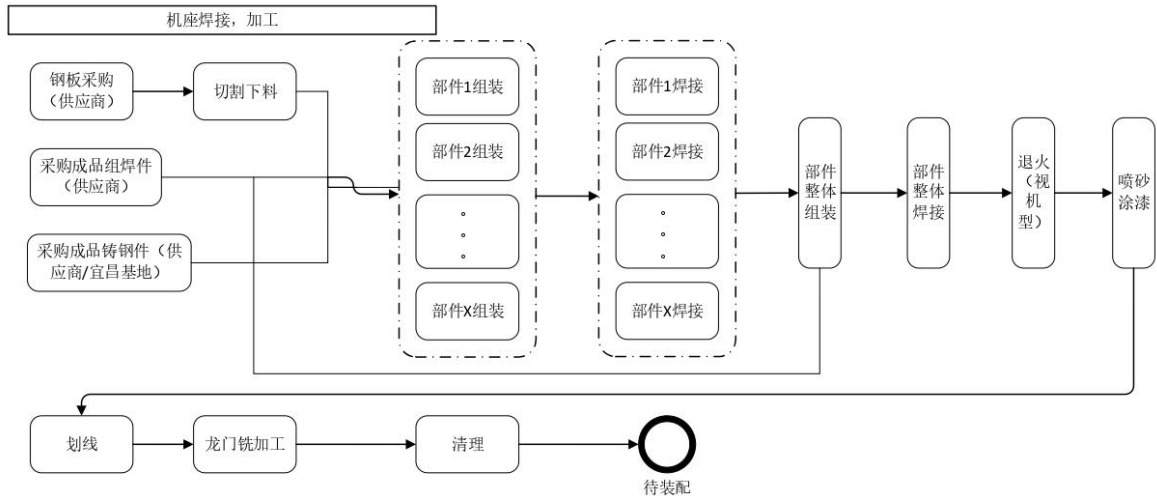 机座焊接，加工
钢板采购
（供应商）
切割下料
采购成品组焊件
（供应商）
采购成品铸钢件（供
应商/宜昌基地）
部件1组装
部件2组装
部件X组装
部件1焊接
部件2焊接
部件X焊接
部件
整体
组装
部件
整体
焊接
退火
（视
机
型）
喷砂
涂漆
划线
龙门铣加工
清理
待装配